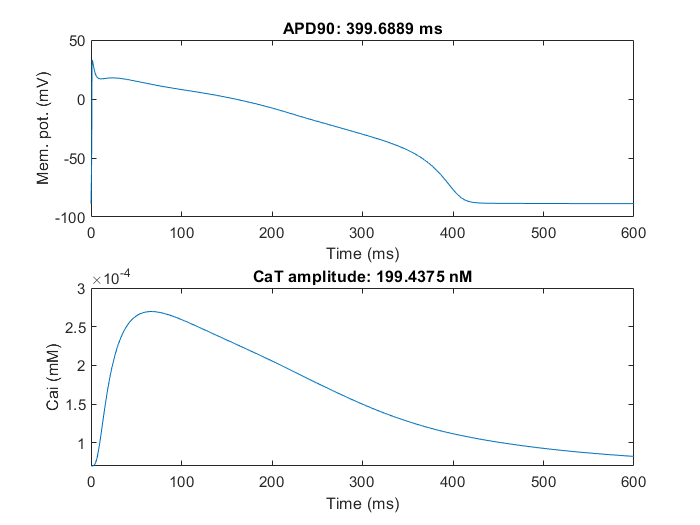 APD90: 399.6889 ms
50
0
-50
-100
Mem. pot. (mV)
0 100 200 300 400 500 600
Time (ms)
×10-4
CaT amplitude: 199.4375 nM
3
2.5
2
1.5
1
Cai (mM)
0 100 200 300 400 500 600
Time (ms)